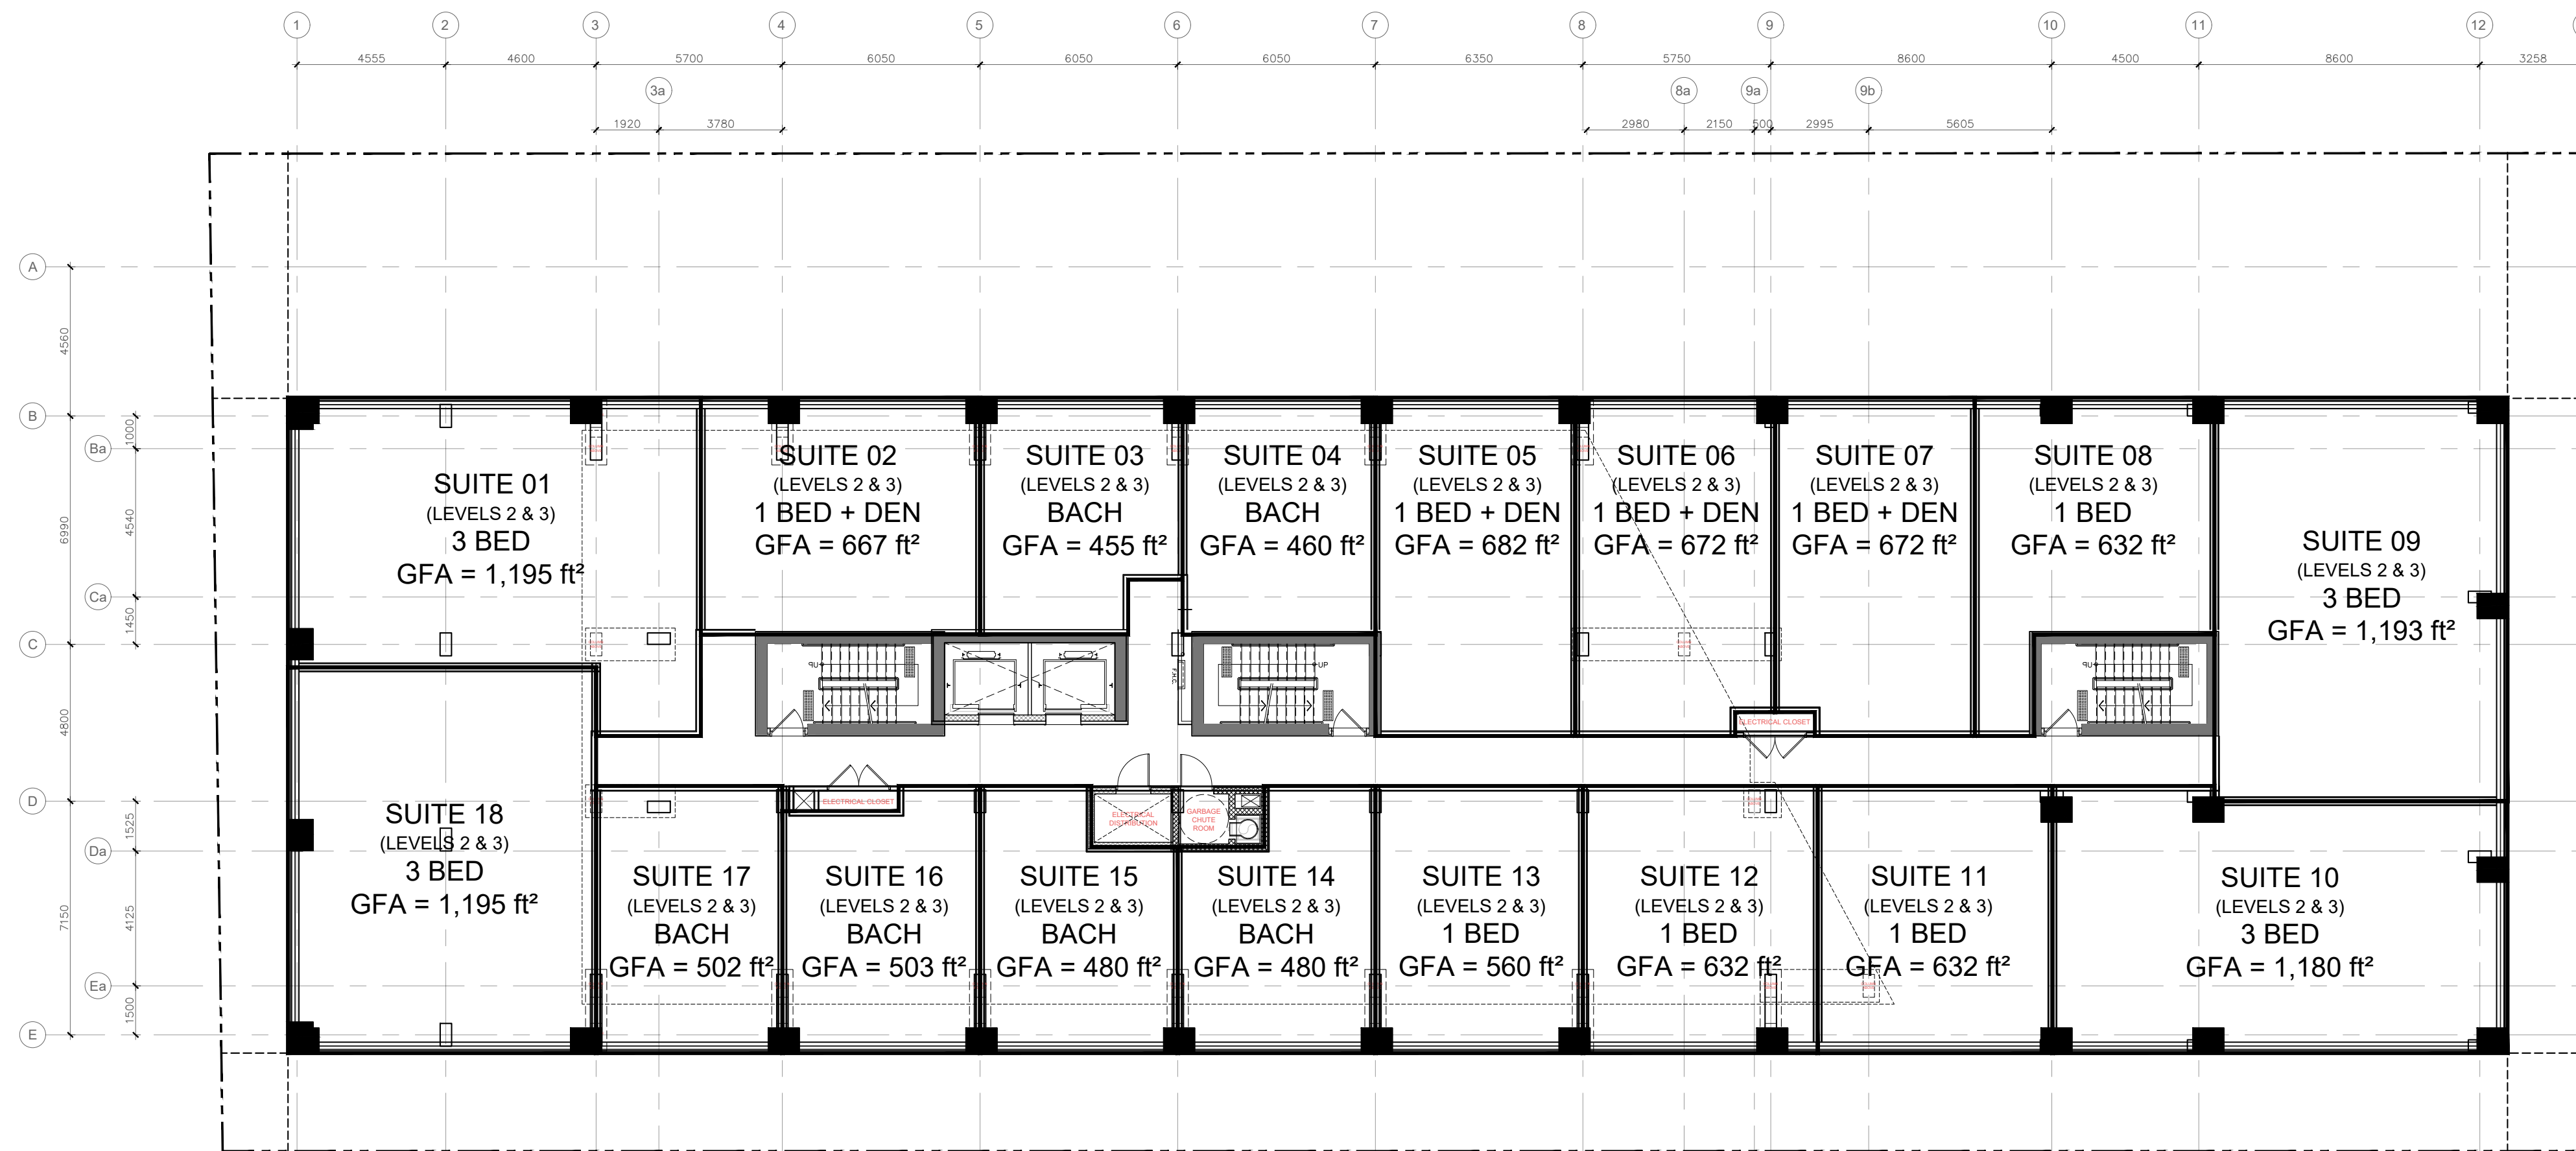 1 2 3 4 5 6 7 8 9 10 11 12
4555 4600 5700 6050 6050 6050 6350 5750 8600 4500 8600 3258
3a 8a 9a 9b
1920 3780 2980 2150 500 2995 5605
A
4560
B
1000
Ba
6990
4540
Ca
1450
C
4800
D
1525
Da
7150
4125
Ea
1500
E
SUITE 01
(LEVELS 2 & 3)
3 BED
GFA = 1,195 ft²
SUITE 02
(LEVELS 2 & 3)
1 BED + DEN
GFA = 667 ft²
SUITE 03
(LEVELS 2 & 3)
BACH
GFA = 455 ft²
SUITE 04
(LEVELS 2 & 3)
BACH
GFA = 460 ft²
SUITE 05
(LEVELS 2 & 3)
1 BED + DEN
GFA = 682 ft²
SUITE 06
(LEVELS 2 & 3)
1 BED + DEN
GFA = 672 ft²
SUITE 07
(LEVELS 2 & 3)
1 BED + DEN
GFA = 672 ft²
SUITE 08
(LEVELS 2 & 3)
1 BED
GFA = 632 ft²
SUITE 09
(LEVELS 2 & 3)
3 BED
GFA = 1,193 ft²
UP
F.H.C.
UP
UP
ELECTRICAL CLOSET
ELECTRICAL CLOSET
ELECTRICAL
DISTRIBUTION
GARBAGE
CHUTE
ROOM
SUITE 18
(LEVELS 2 & 3)
3 BED
GFA = 1,195 ft²
SUITE 17
(LEVELS 2 & 3)
BACH
GFA = 502 ft²
SUITE 16
(LEVELS 2 & 3)
BACH
GFA = 503 ft²
SUITE 15
(LEVELS 2 & 3)
BACH
GFA = 480 ft²
SUITE 14
(LEVELS 2 & 3)
BACH
GFA = 480 ft²
SUITE 13
(LEVELS 2 & 3)
1 BED
GFA = 560 ft²
SUITE 12
(LEVELS 2 & 3)
1 BED
GFA = 632 ft²
SUITE 11
(LEVELS 2 & 3)
1 BED
GFA = 632 ft²
SUITE 10
(LEVELS 2 & 3)
3 BED
GFA = 1,180 ft²